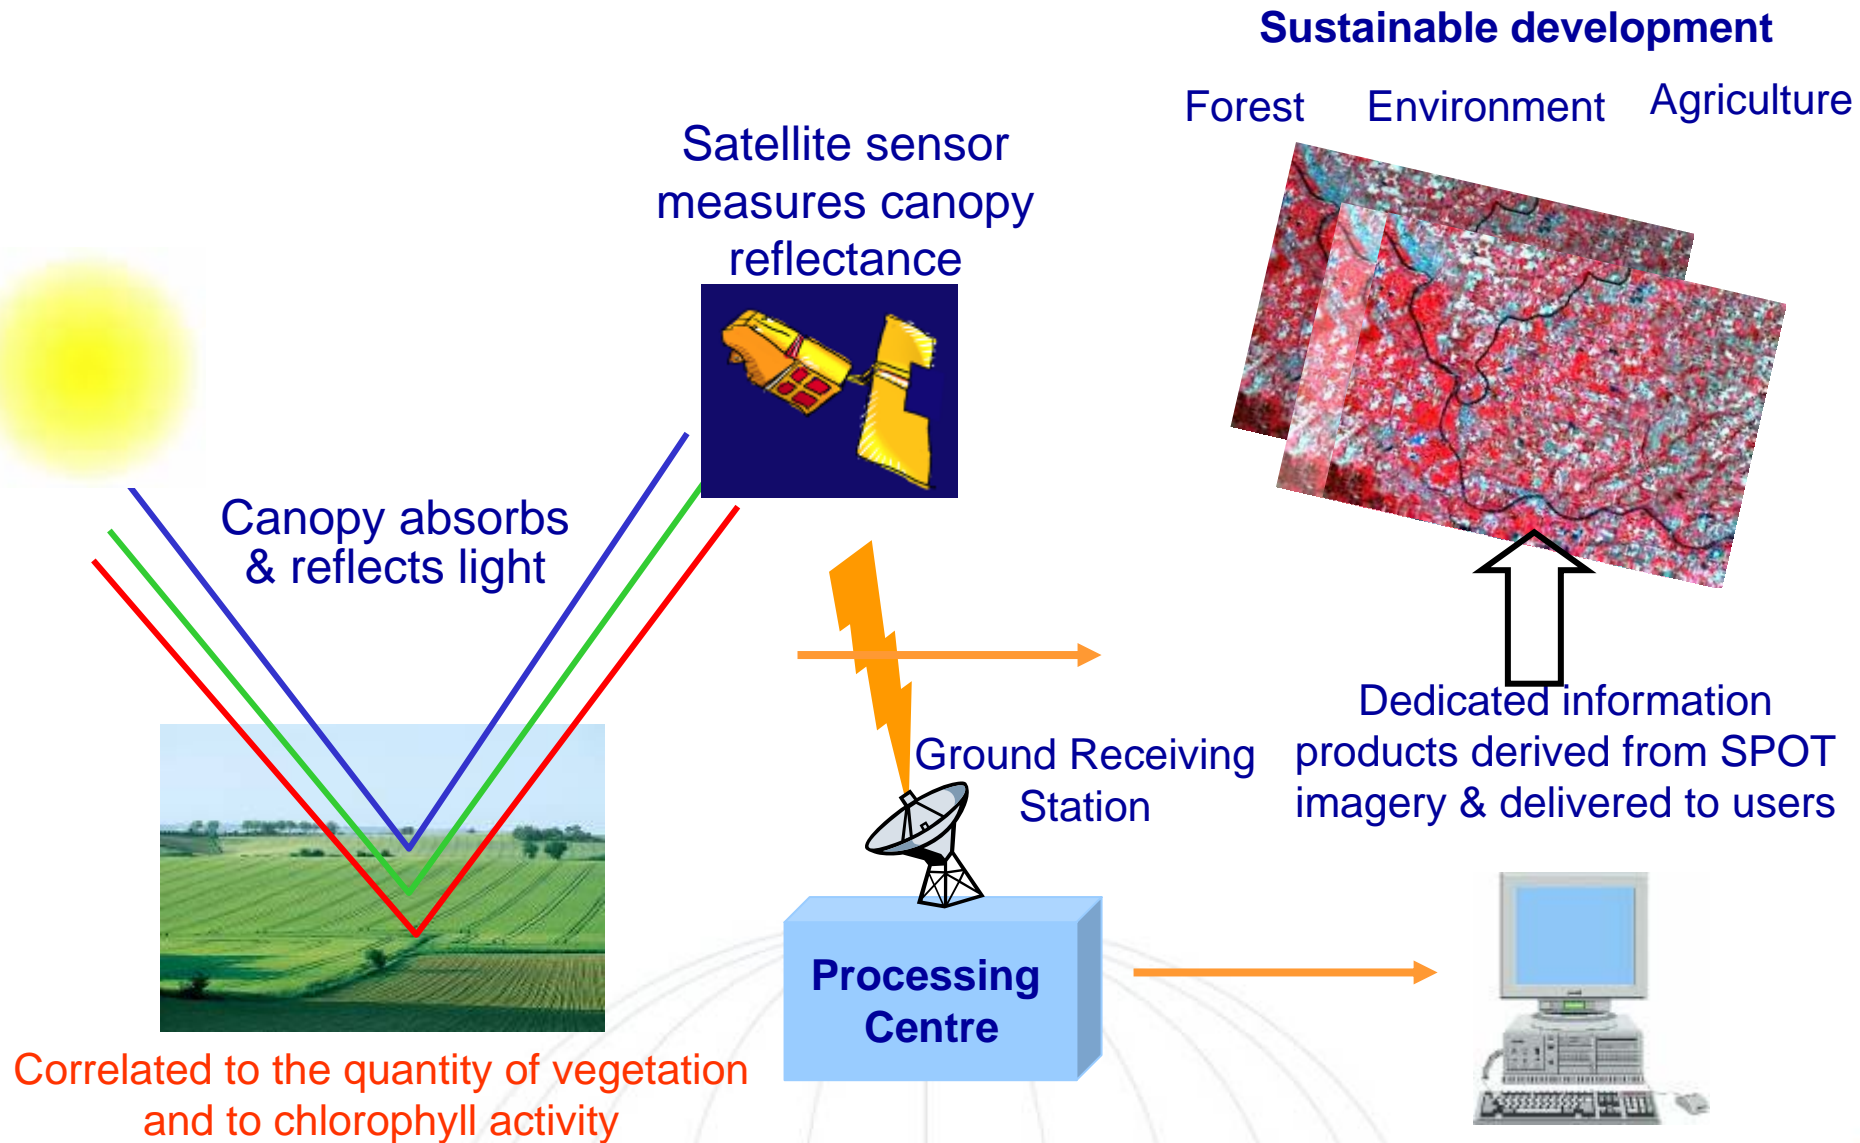 Sustainable development
Forest Environment Agriculture
Satellite sensor
measures canopy
reflectance
Canopy absorbs
& reflects light
Dedicated information
products derived from SPOT
imagery & delivered to users
Ground Receiving
Station
Processing
Centre
Correlated to the quantity of vegetation
and to chlorophyll activity